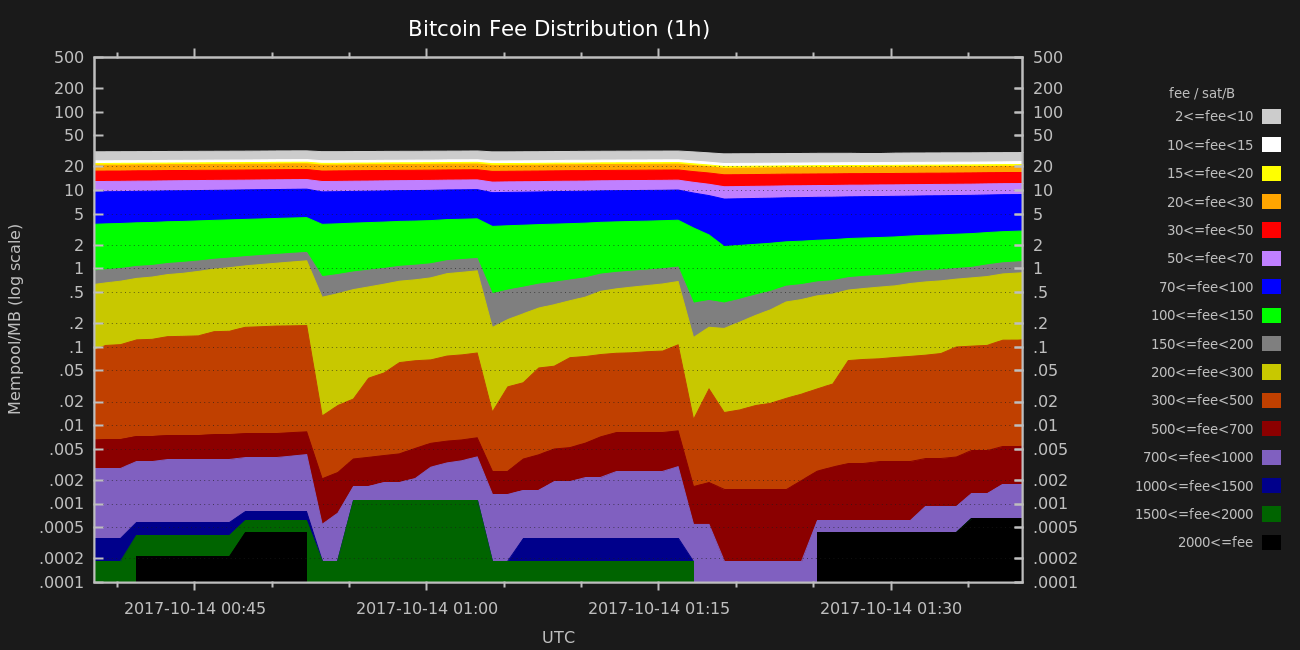 Bitcoin Fee Distribution (1h)
500
200
100
50
20
10
5
2
1
.5
.2
.1
.05
.02
.01
.005
.002
.001
.0005
.0002
.0001
Mempool/MB (log scale)
500
200
100
50
20
10
5
2
1
.5
.2
.1
.05
.02
.01
.005
.002
.001
.0005
.0002
.0001
2017-10-14 00:45
2017-10-14 01:00
2017-10-14 01:15
2017-10-14 01:30
UTC
fee / sat/B
2<=fee<10
10<=fee<15
15<=fee<20
20<=fee<30
30<=fee<50
50<=fee<70
70<=fee<100
100<=fee<150
150<=fee<200
200<=fee<300
300<=fee<500
500<=fee<700
700<=fee<1000
1000<=fee<1500
1500<=fee<2000
2000<=fee